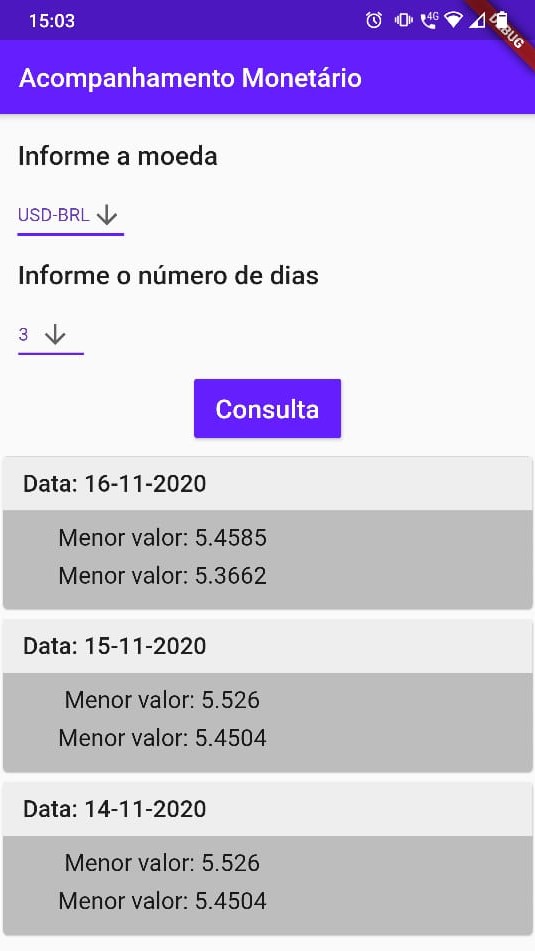 15:03
4G
DEBUG
Acompanhamento Monetário
Informe a moeda
USD-BRL
Informe o número de dias
3
Consulta
Data: 16-11-2020
Menor valor: 5.4585
Menor valor: 5.3662
Data: 15-11-2020
Menor valor: 5.526
Menor valor: 5.4504
Data: 14-11-2020
Menor valor: 5.526
Menor valor: 5.4504